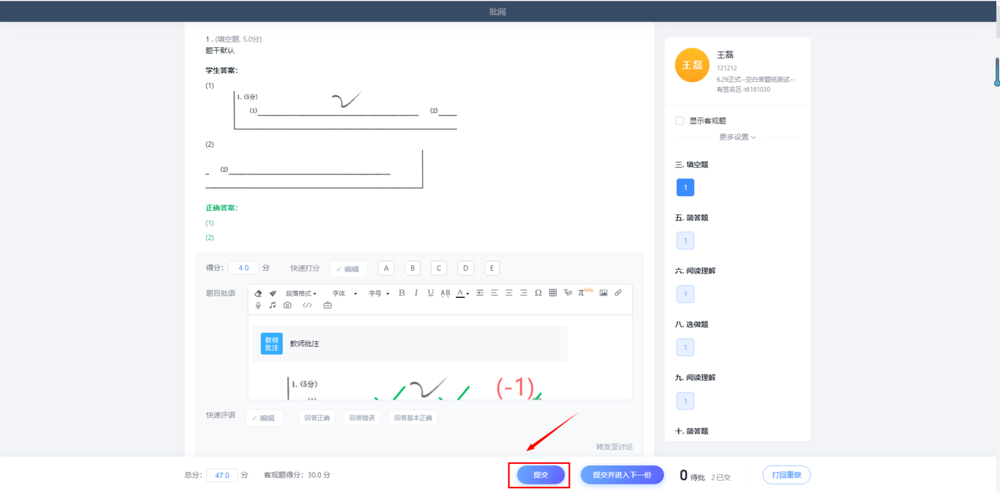 批阅
1 . (填空题, 5.0分)
题干默认
学生答案:
(1)
1. (5分)
(1) (2)
(2)
(2)
正确答案:
(1)
(2)
得分: 4.0 分 快速打分 编辑 A B C D E
题目批语 段落格式 字体 字号 B I U AB A Ω TEX π beta
教师批注 教师批注
1. (5分) (-1)
快速评语 编辑 回答正确 回答错误 回答基本正确
转发至讨论
总分: 47.0 分 客观题得分: 30.0 分 提交 提交并进入下一份 0 待批 2 已交 打回重做
王磊 王磊
121212
6.29正式--空白答题纸测试--
有签名区-t6181030
显示客观题
更多设置
三. 填空题
1
五. 简答题
1
六. 阅读理解
1
八. 选做题
1
九. 阅读理解
1
十. 简答题